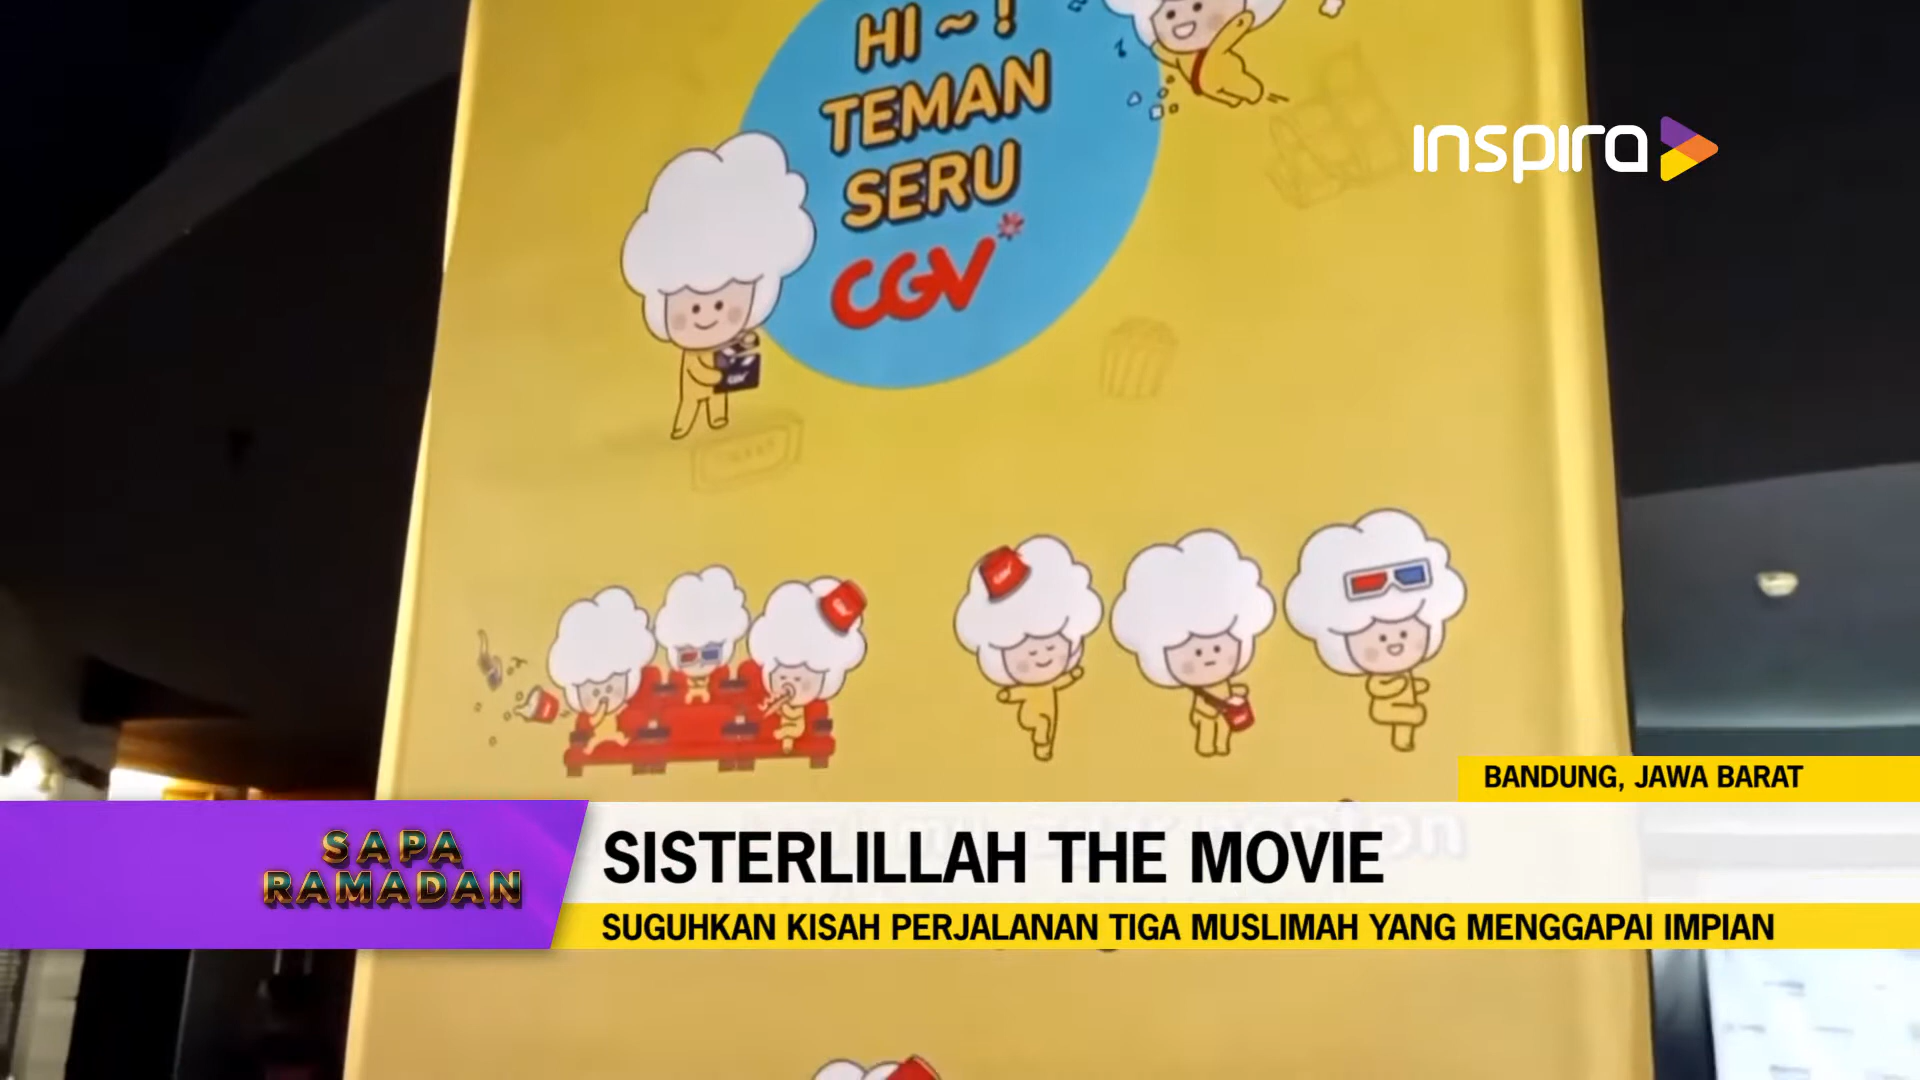 HI ~ !
TEMAN
SERU
CGV
inspira
BANDUNG, JAWA BARAT
SAPA
RAMADAN
SISTERLILLAH THE MOVIE
SUGUHKAN KISAH PERJALANAN TIGA MUSLIMAH YANG MENGGAPAI IMPIAN